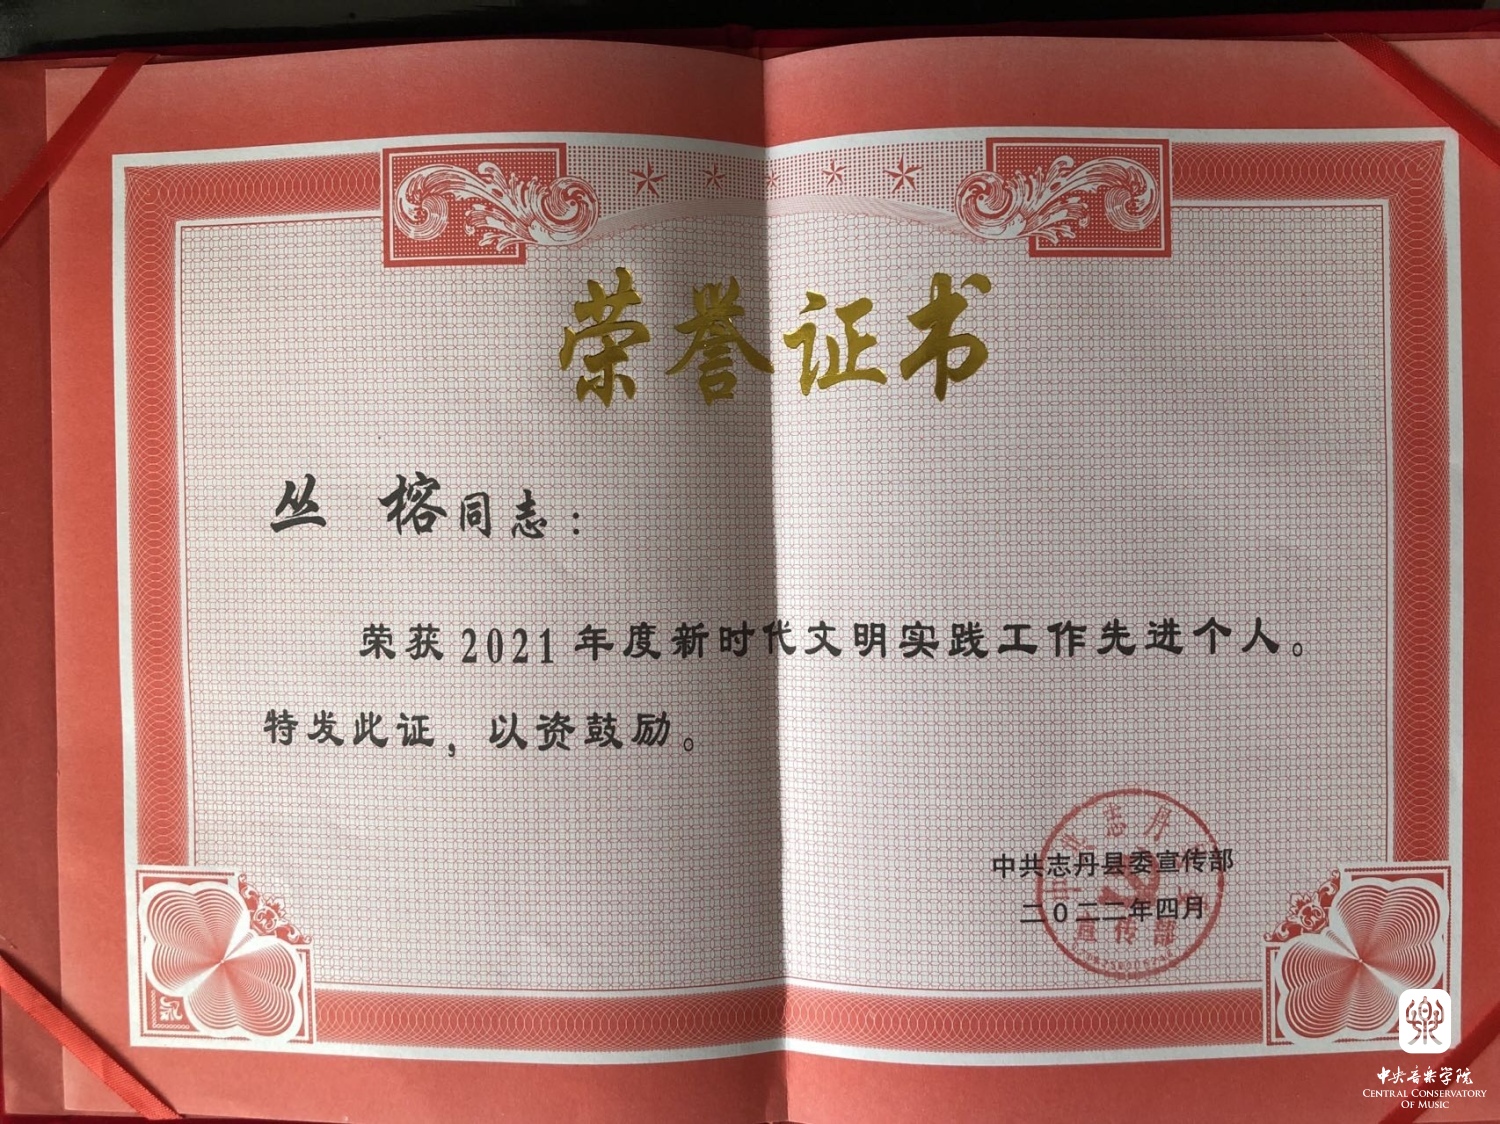 荣誉证书
丛 榕同志：
荣获2021年度新时代文明实践工作先进个人。
特发此证，以资鼓励。
中共志丹县委宣传部
二〇二二年四月
宣传部
中央音乐学院
CENTRAL CONSERVATORY
OF MUSIC